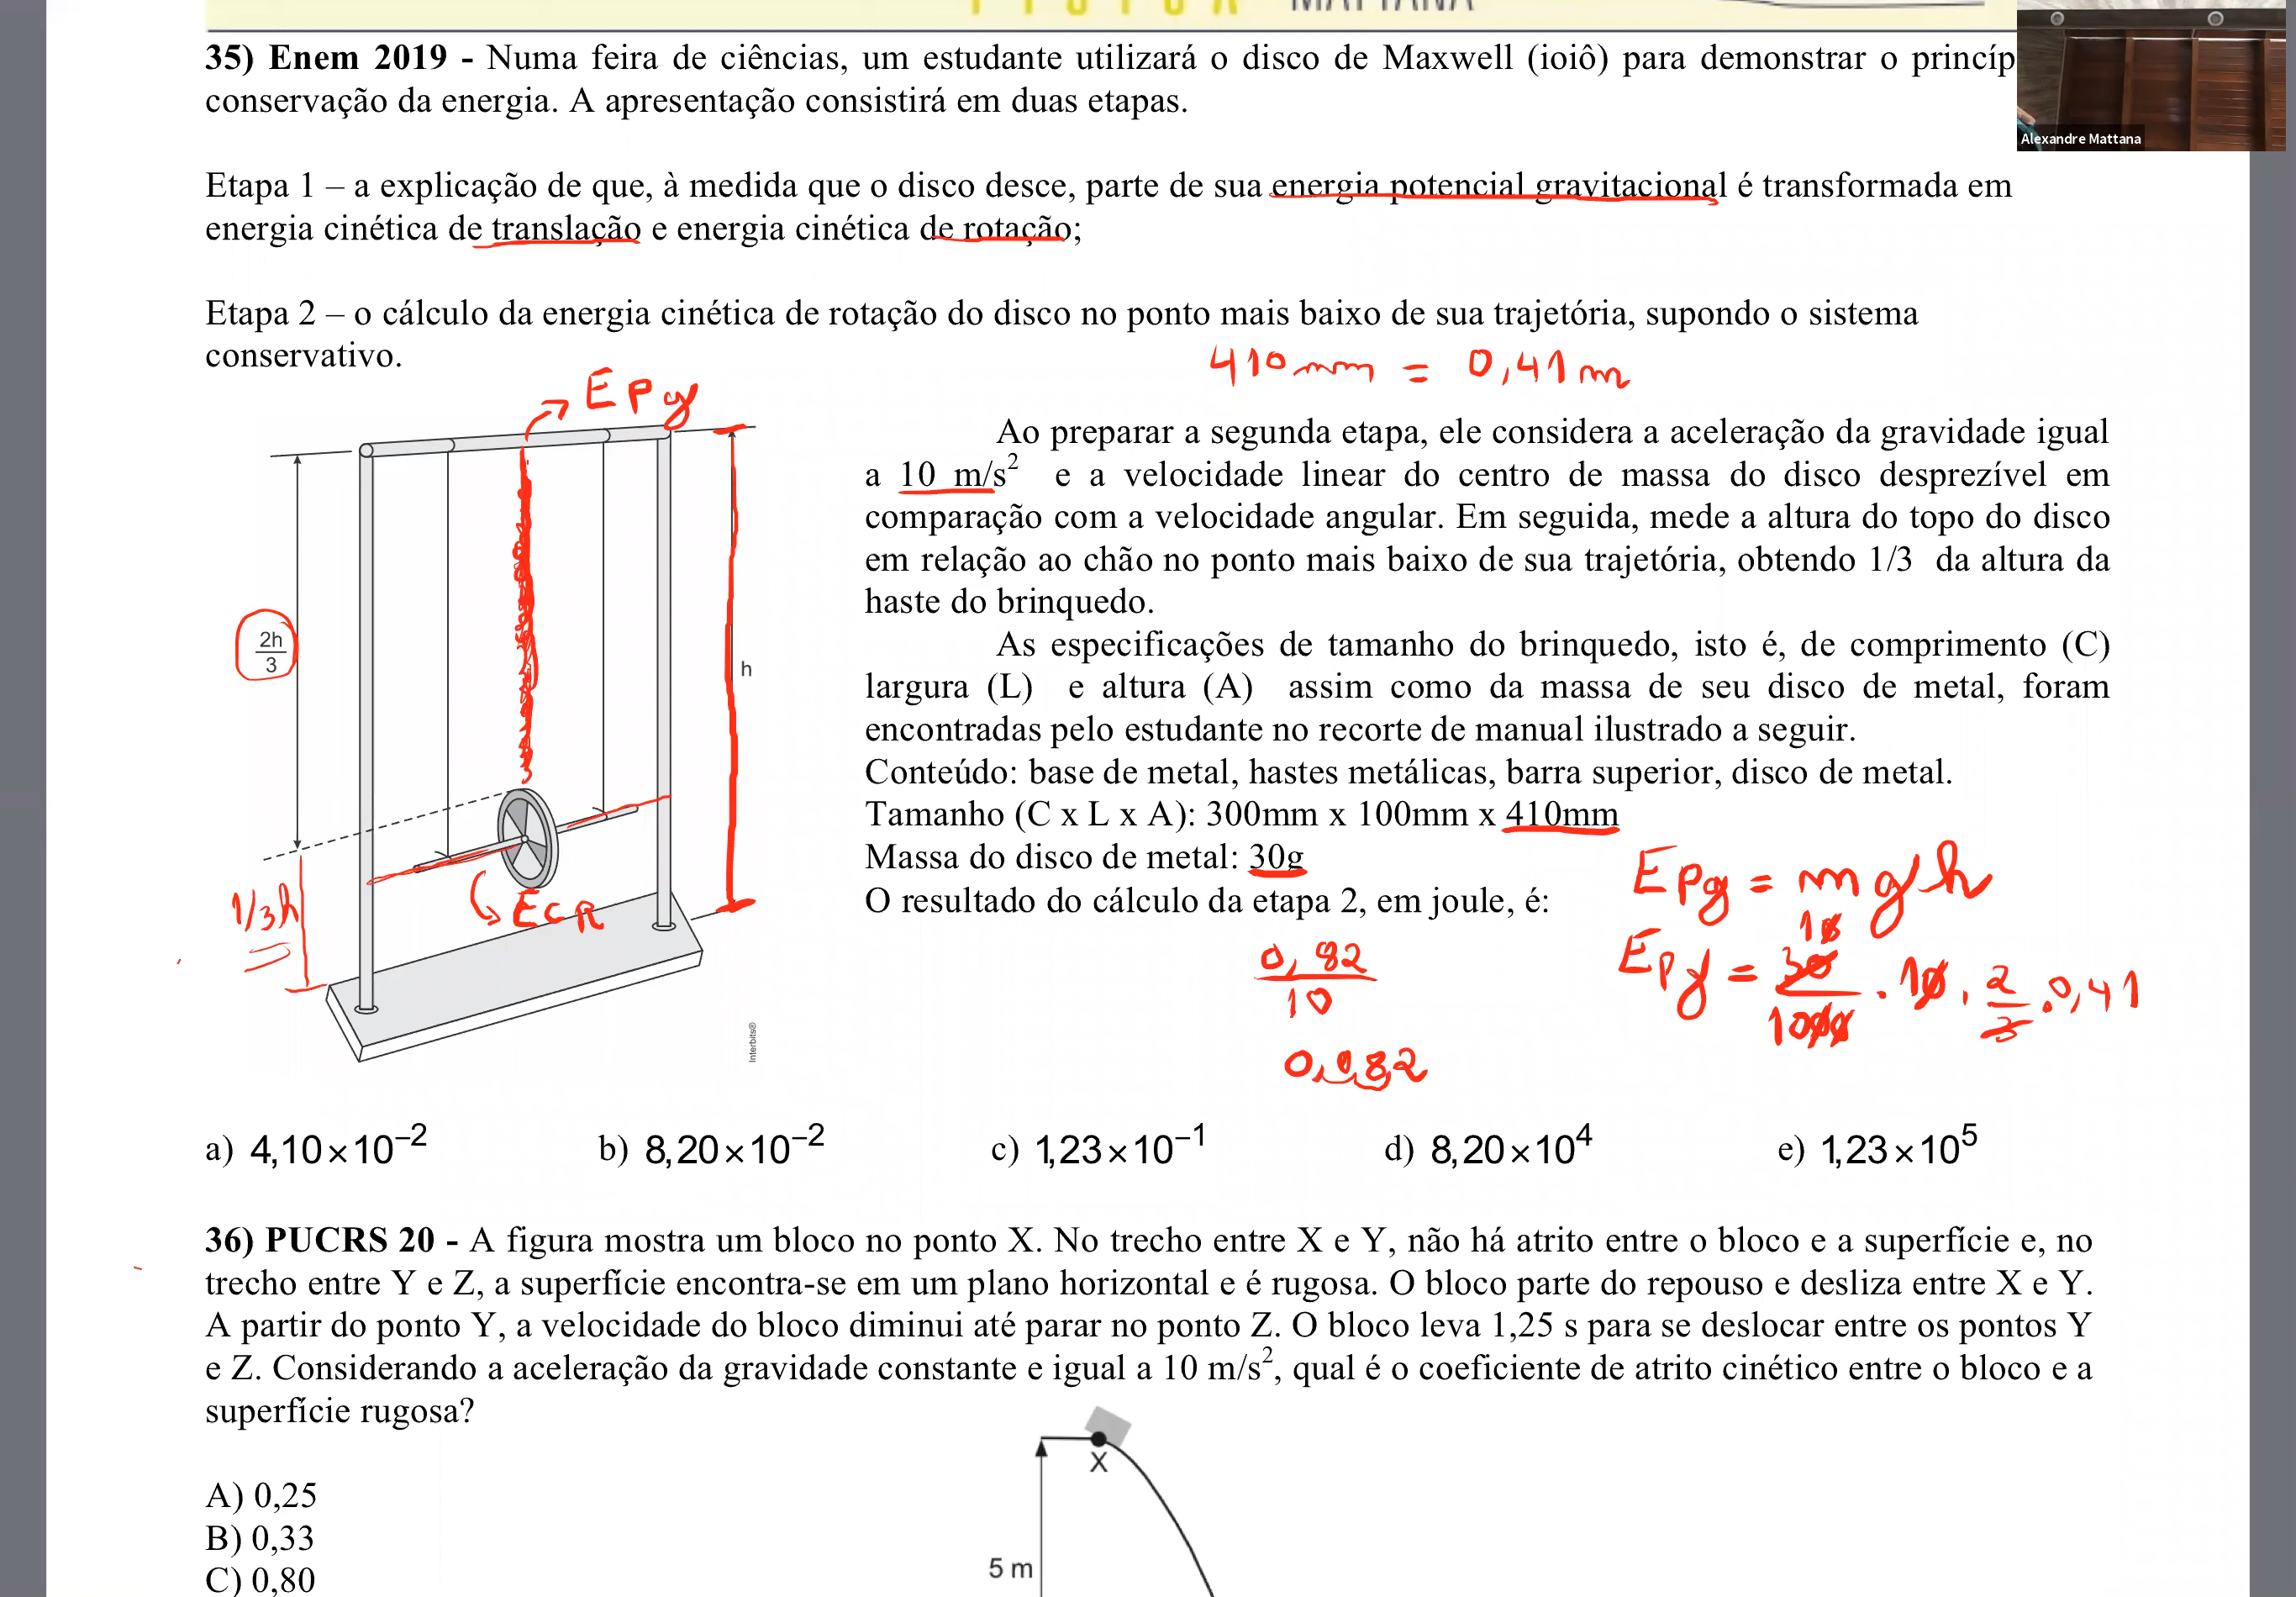 MATTANA
35) Enem 2019 - Numa feira de ciências, um estudante utilizará o disco de Maxwell (ioiô) para demonstrar o princíp
conservação da energia. A apresentação consistirá em duas etapas.
Alexandre Mattana
Etapa 1 – a explicação de que, à medida que o disco desce, parte de sua energia potencial gravitacional é transformada em
energia cinética de translação e energia cinética de rotação;
Etapa 2 – o cálculo da energia cinética de rotação do disco no ponto mais baixo de sua trajetória, supondo o sistema
conservativo.
410mm = 0,41m
EPg
Ao preparar a segunda etapa, ele considera a aceleração da gravidade igual
a 10 m/s² e a velocidade linear do centro de massa do disco desprezível em
comparação com a velocidade angular. Em seguida, mede a altura do topo do disco
em relação ao chão no ponto mais baixo de sua trajetória, obtendo 1/3 da altura da
haste do brinquedo.
2h
3
h
As especificações de tamanho do brinquedo, isto é, de comprimento (C)
largura (L) e altura (A) assim como da massa de seu disco de metal, foram
encontradas pelo estudante no recorte de manual ilustrado a seguir.
Conteúdo: base de metal, hastes metálicas, barra superior, disco de metal.
Tamanho (C x L x A): 300mm x 100mm x 410mm
Massa do disco de metal: 30g
O resultado do cálculo da etapa 2, em joule, é:
1/3h
ECR
Interbits®
EPg = mgh
10
EPg = 30/1000 . 10 . 2/3 . 0,41
0,82
10
0,082
a) 4,10×10⁻² b) 8,20×10⁻² c) 1,23×10⁻¹ d) 8,20×10⁴ e) 1,23×10⁵
36) PUCRS 20 - A figura mostra um bloco no ponto X. No trecho entre X e Y, não há atrito entre o bloco e a superfície e, no
trecho entre Y e Z, a superfície encontra-se em um plano horizontal e é rugosa. O bloco parte do repouso e desliza entre X e Y.
A partir do ponto Y, a velocidade do bloco diminui até parar no ponto Z. O bloco leva 1,25 s para se deslocar entre os pontos Y
e Z. Considerando a aceleração da gravidade constante e igual a 10 m/s², qual é o coeficiente de atrito cinético entre o bloco e a
superfície rugosa?
X
5 m
A) 0,25
B) 0,33
C) 0,80